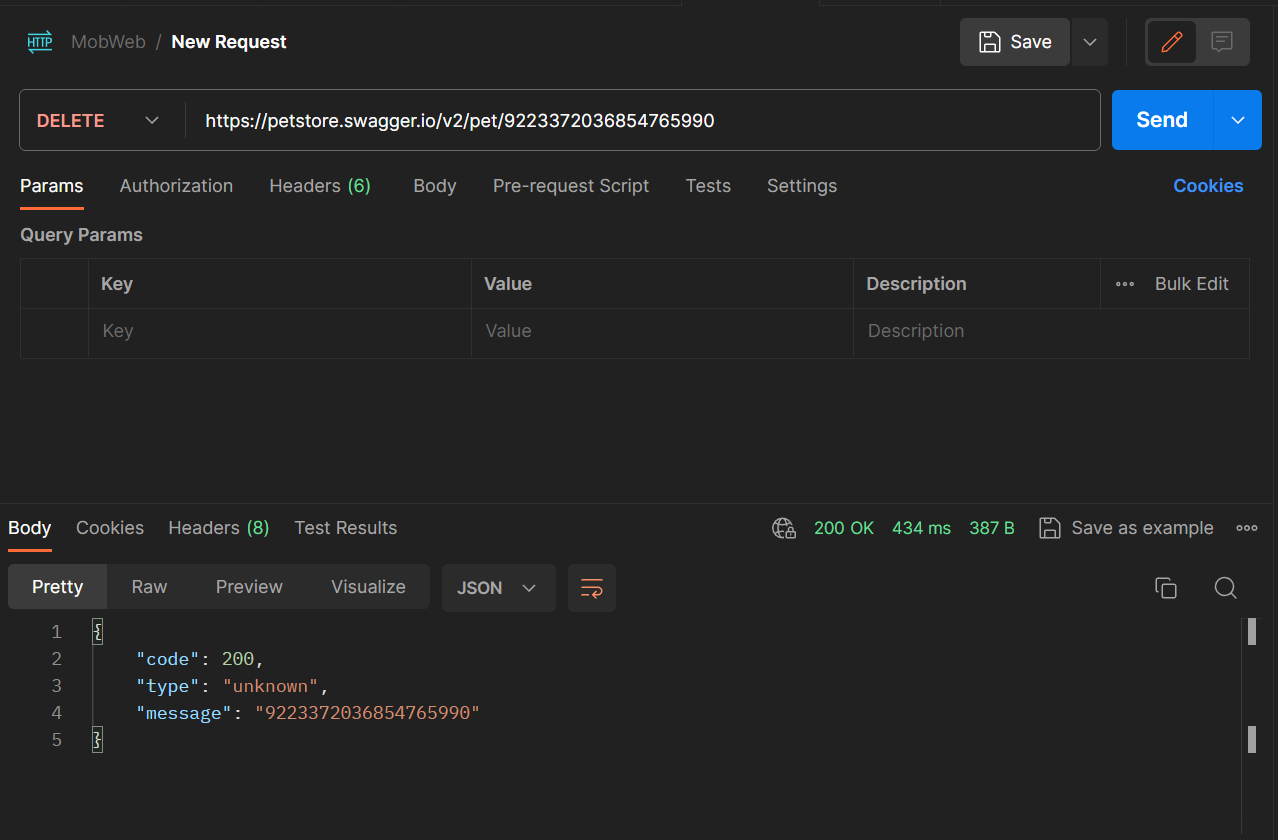 HTTP MobWeb / New Request Save
DELETE https://petstore.swagger.io/v2/pet/9223372036854765990 Send
Params Authorization Headers (6) Body Pre-request Script Tests Settings Cookies
Query Params
Key Value Description Bulk Edit
Key Value Description
Body Cookies Headers (8) Test Results 200 OK 434 ms 387 B Save as example
Pretty Raw Preview Visualize JSON
1 {
2 "code": 200,
3 "type": "unknown",
4 "message": "9223372036854765990"
5 }